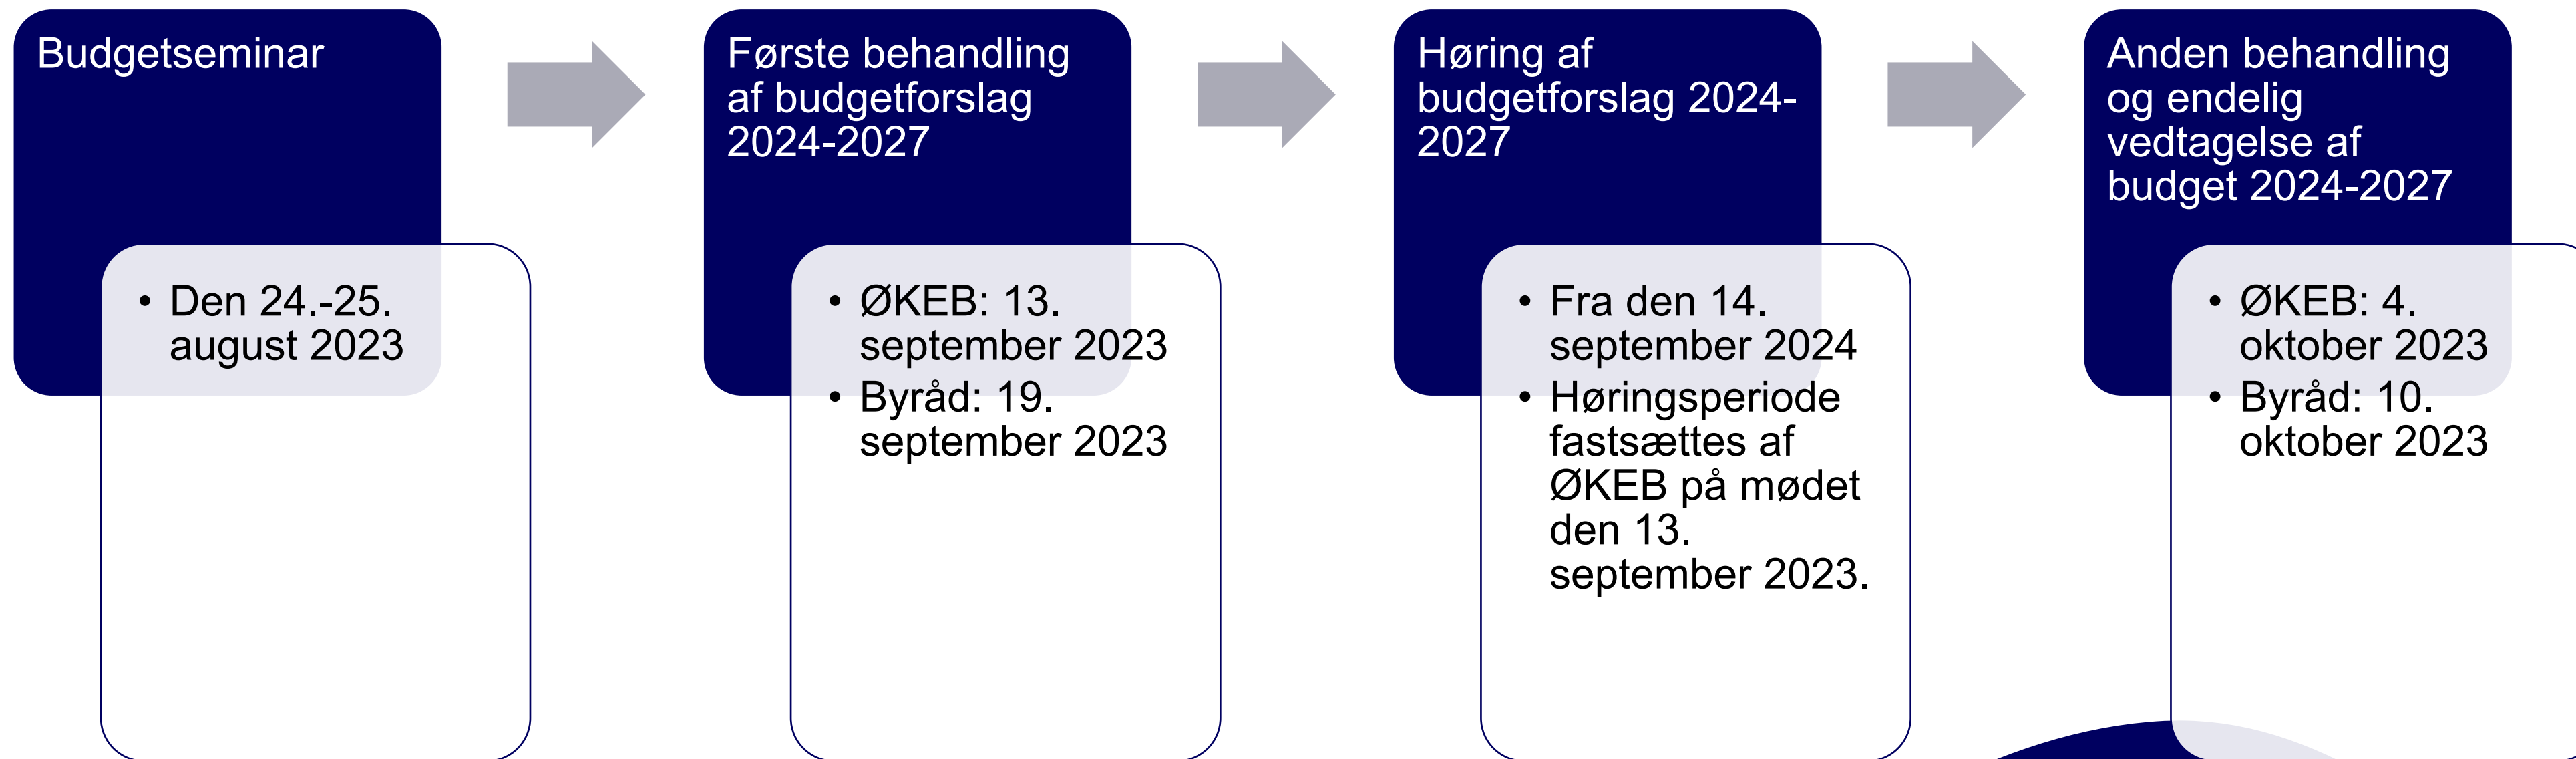 Budgetseminar
• Den 24.-25.
august 2023
Første behandling
af budgetforslag
2024-2027
• ØKEB: 13.
september 2023
• Byråd: 19.
september 2023
Høring af
budgetforslag 2024-
2027
• Fra den 14.
september 2024
• Høringsperiode
fastsættes af
ØKEB på mødet
den 13.
september 2023.
Anden behandling
og endelig
vedtagelse af
budget 2024-2027
• ØKEB: 4.
oktober 2023
• Byråd: 10.
oktober 2023